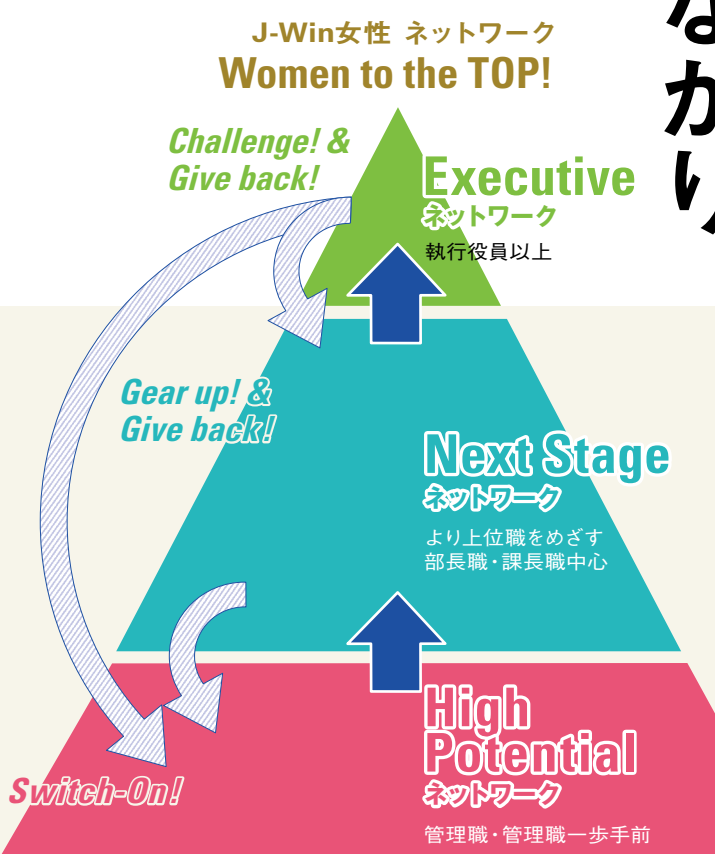 J-Win女性 ネットワーク
Women to the TOP!
ながり
Challenge! &
Give back!
Executive
ネットワーク
執行役員以上
Gear up! &
Give back!
Next Stage
ネットワーク
より上位職をめざす
部長職・課長職中心
High
Potential
ネットワーク
Switch-On!
管理職・管理職一歩手前